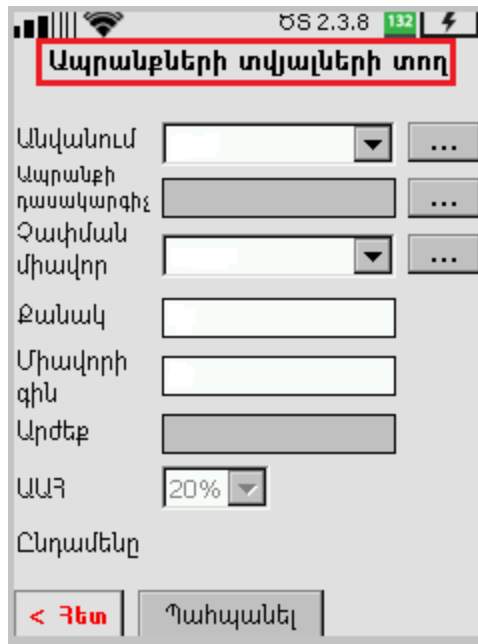 ԾՏ 2.3.8 132
Ապրանքների տվյալների տող
Անվանում
...
Ապրանքի
դասակարգիչ
...
Չափման
միավոր
...
Քանակ
Միավորի
գին
Արժեք
ԱԱՀ 20%
Ընդամենը
< Հետ Պահպանել